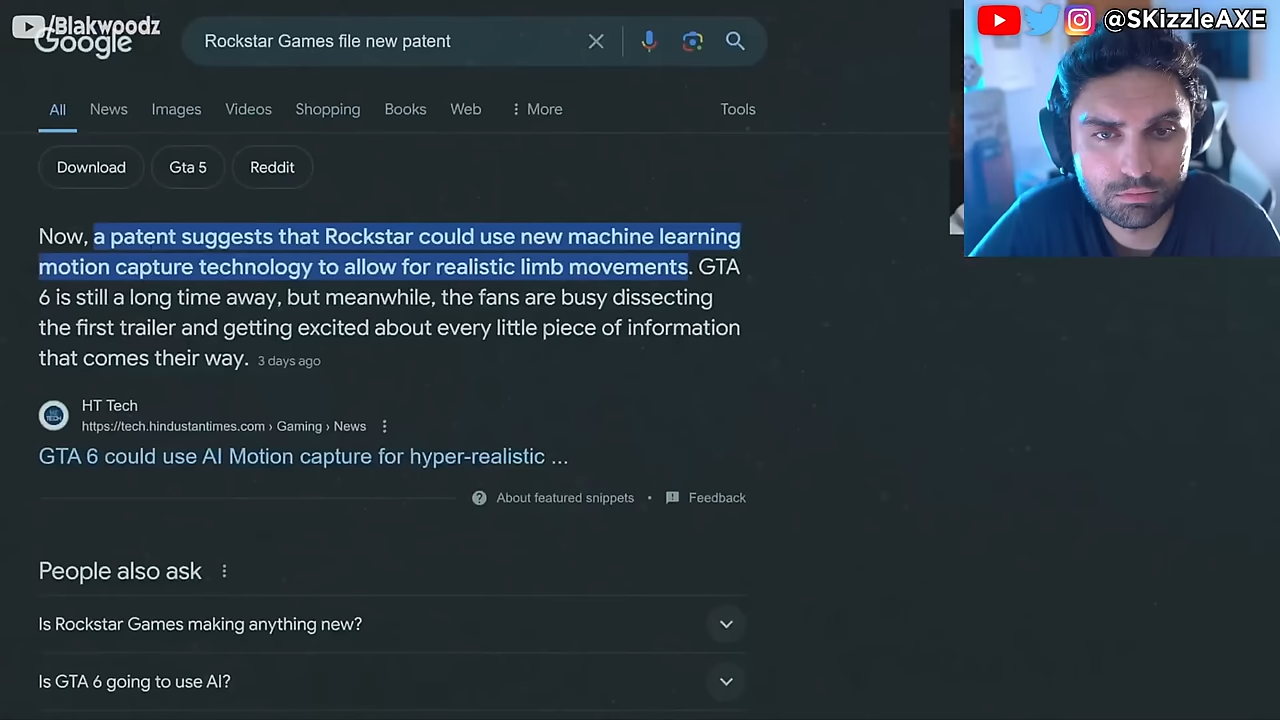 /Blakwoodz
Google
Rockstar Games file new patent
@SKizzleAXE
All News Images Videos Shopping Books Web More Tools
Download Gta 5 Reddit
Now, a patent suggests that Rockstar could use new machine learning
motion capture technology to allow for realistic limb movements. GTA
6 is still a long time away, but meanwhile, the fans are busy dissecting
the first trailer and getting excited about every little piece of information
that comes their way. 3 days ago
HT Tech
https://tech.hindustantimes.com › Gaming › News
GTA 6 could use AI Motion capture for hyper-realistic ...
About featured snippets • Feedback
People also ask
Is Rockstar Games making anything new?
Is GTA 6 going to use AI?